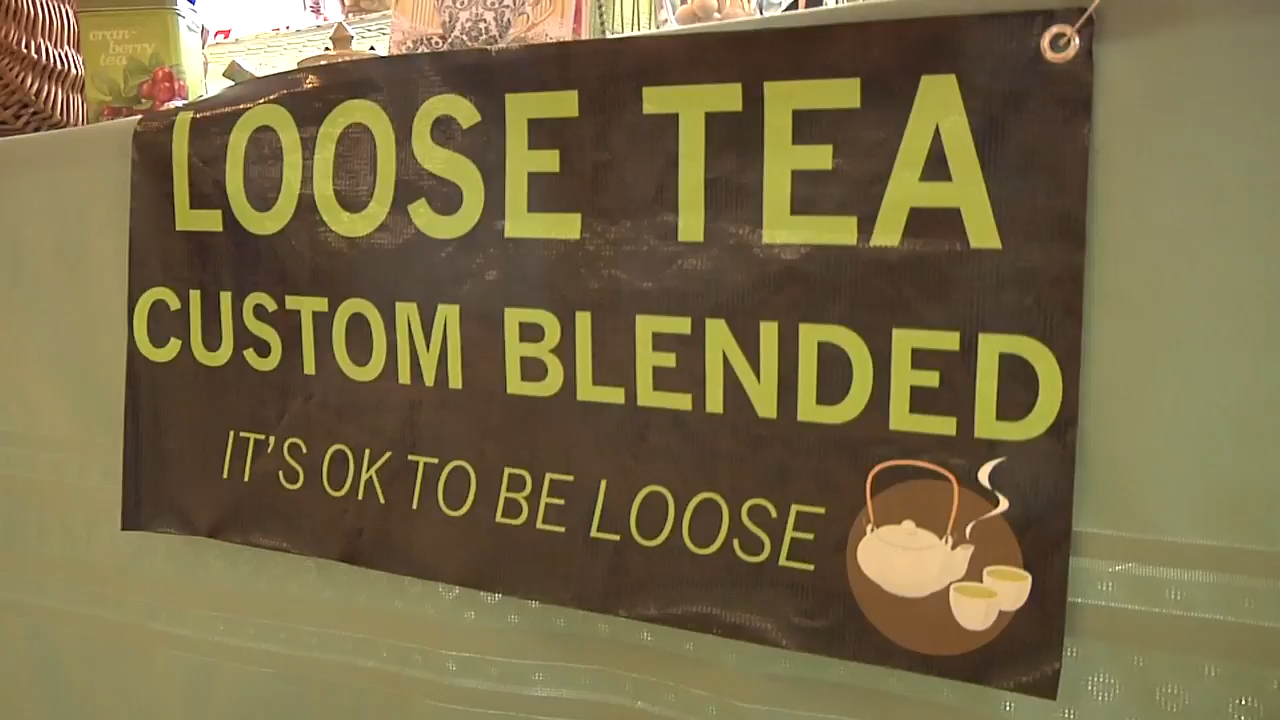 cran-
berry
tea
LOOSE TEA
CUSTOM BLENDED
IT'S OK TO BE LOOSE